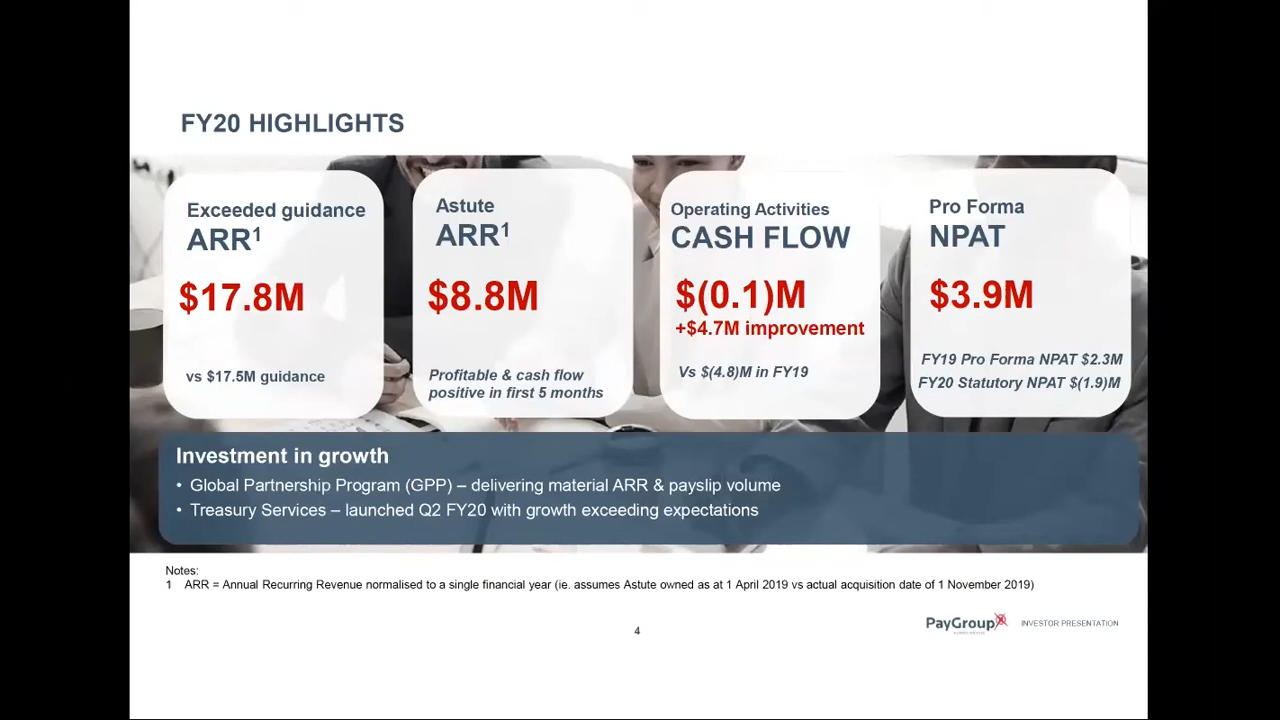 FY20 HIGHLIGHTS
Exceeded guidance
ARR¹
$17.8M
vs $17.5M guidance
Astute
ARR¹
$8.8M
Profitable & cash flow
positive in first 5 months
Operating Activities
CASH FLOW
$(0.1)M
+$4.7M improvement
Vs $(4.8)M in FY19
Pro Forma
NPAT
$3.9M
FY19 Pro Forma NPAT $2.3M
FY20 Statutory NPAT $(1.9)M
Investment in growth
• Global Partnership Program (GPP) – delivering material ARR & payslip volume
• Treasury Services – launched Q2 FY20 with growth exceeding expectations
Notes:
1 ARR = Annual Recurring Revenue normalised to a single financial year (ie. assumes Astute owned as at 1 April 2019 vs actual acquisition date of 1 November 2019)
4
PayGroup
INVESTOR PRESENTATION